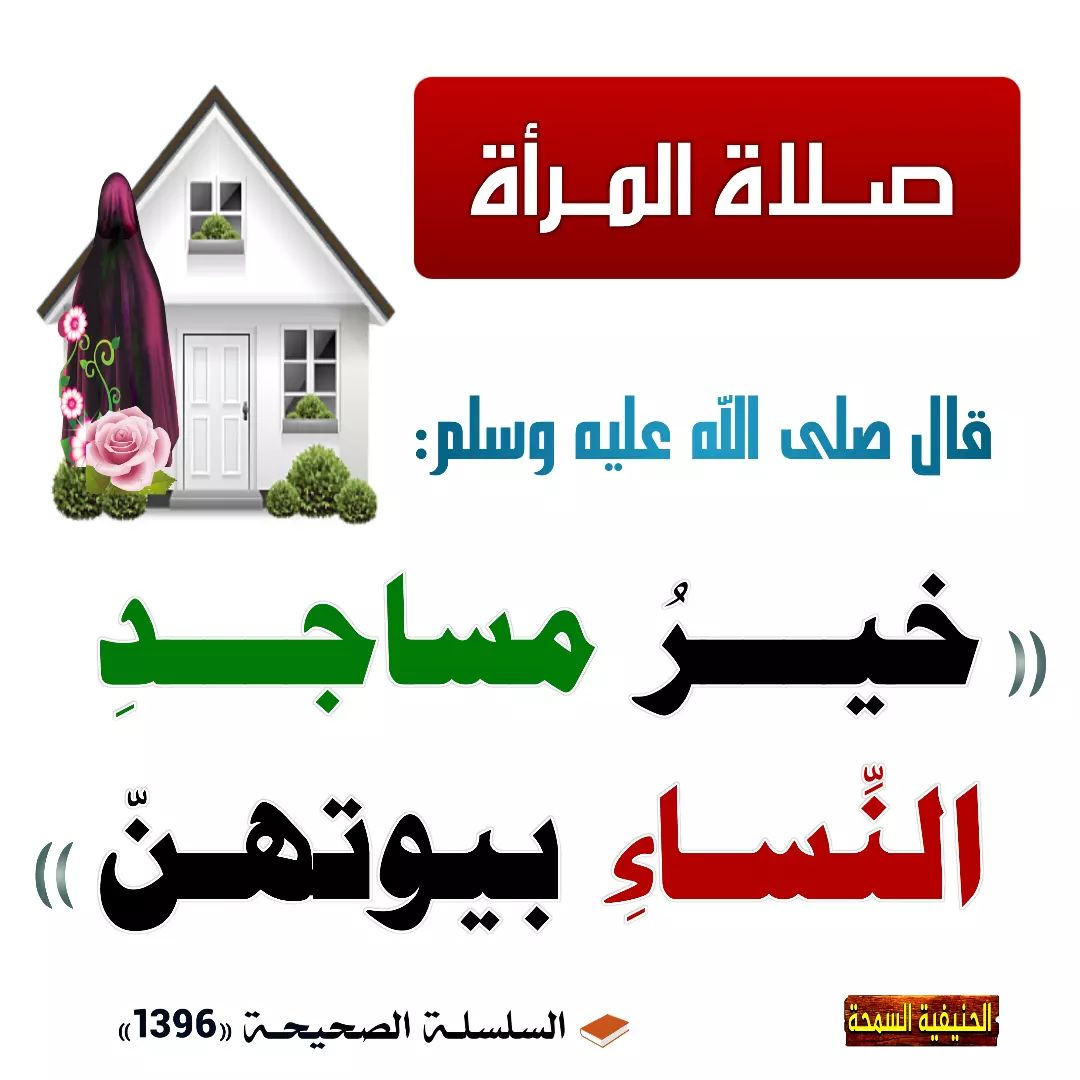 صلاة المرأة
قال صلى الله عليه وسلم:
(( خيرُ مساجدِ
النِّساءِ بيوتهنّ ))
السلسلة الصحيحة «1396»
الحنيفية السمحة